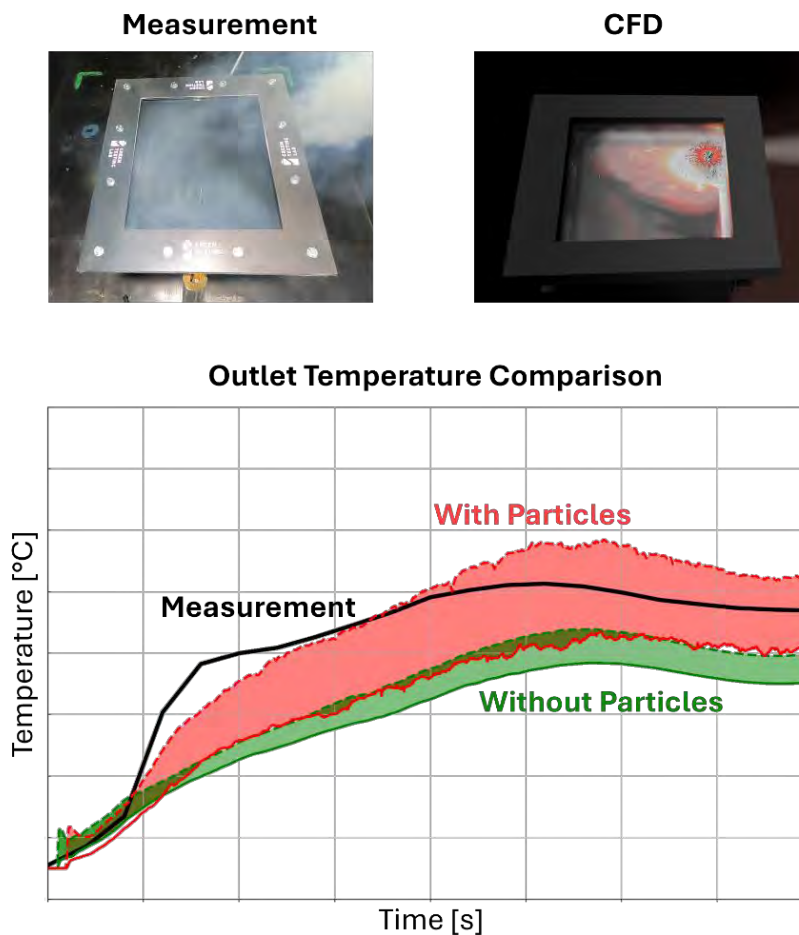 Measurement
CFD
Outlet Temperature Comparison
With Particles
Measurement
Without Particles
Temperature [°C]
Time [s]